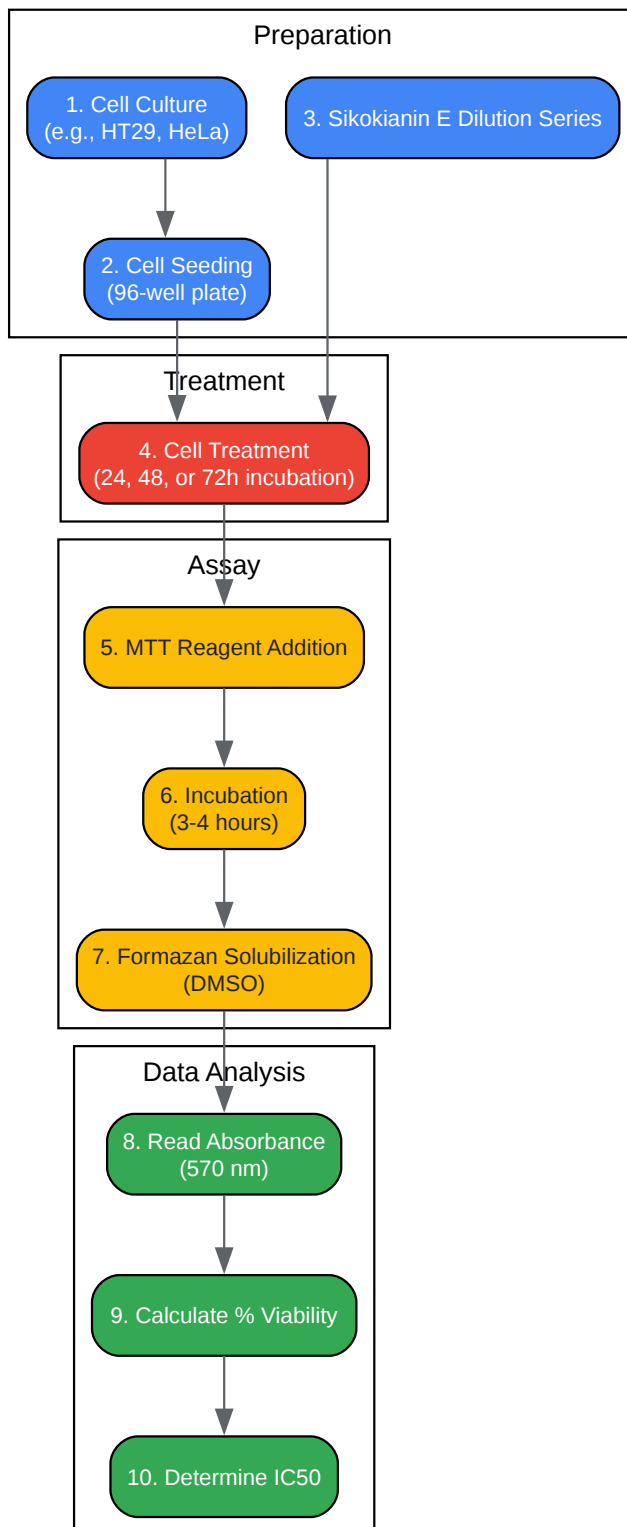 Preparation
1. Cell Culture
(e.g., HT29, HeLa)
3. Sikokianin E Dilution Series
2. Cell Seeding
(96-well plate)
Treatment
4. Cell Treatment
(24, 48, or 72h incubation)
Assay
5. MTT Reagent Addition
6. Incubation
(3-4 hours)
7. Formazan Solubilization
(DMSO)
Data Analysis
8. Read Absorbance
(570 nm)
9. Calculate % Viability
10. Determine IC50